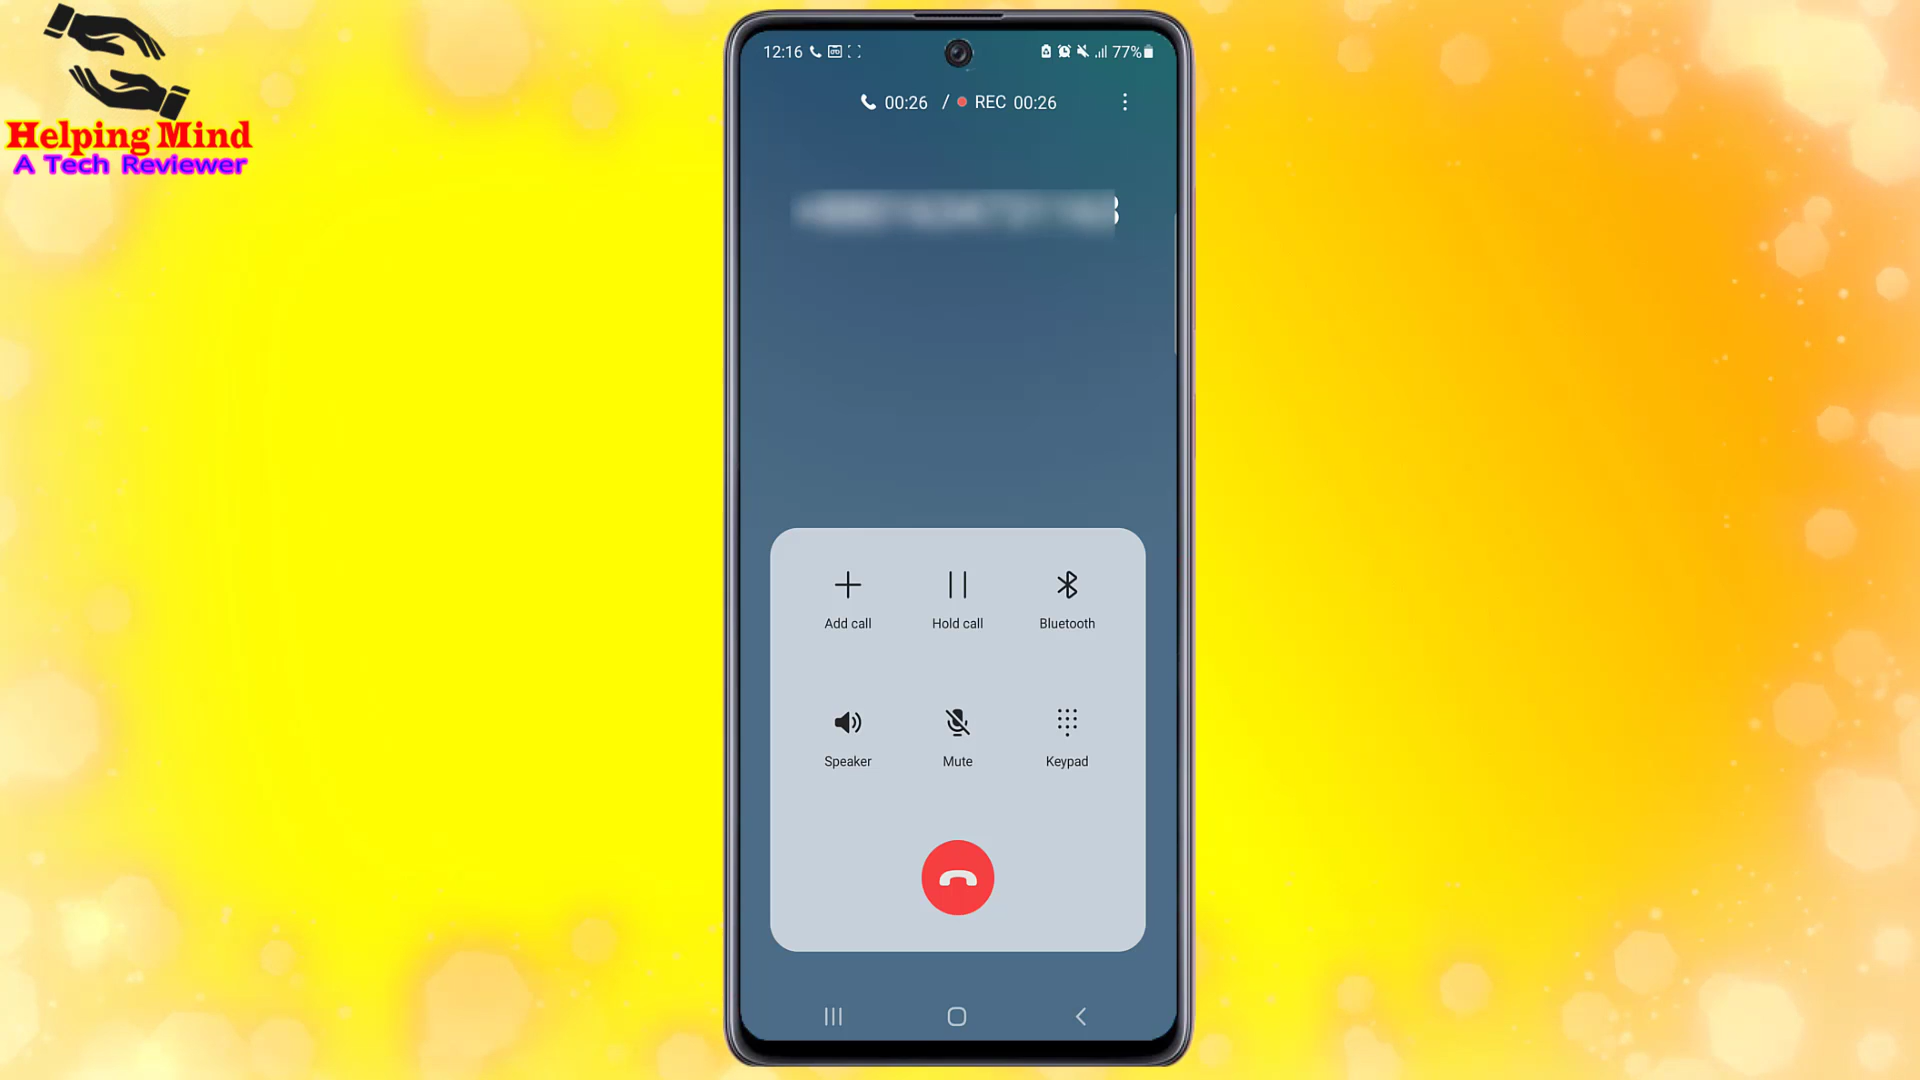 Helping Mind
A Tech Reviewer
12:16 77%
00:26 / REC 00:26
Add call Hold call Bluetooth
Speaker Mute Keypad